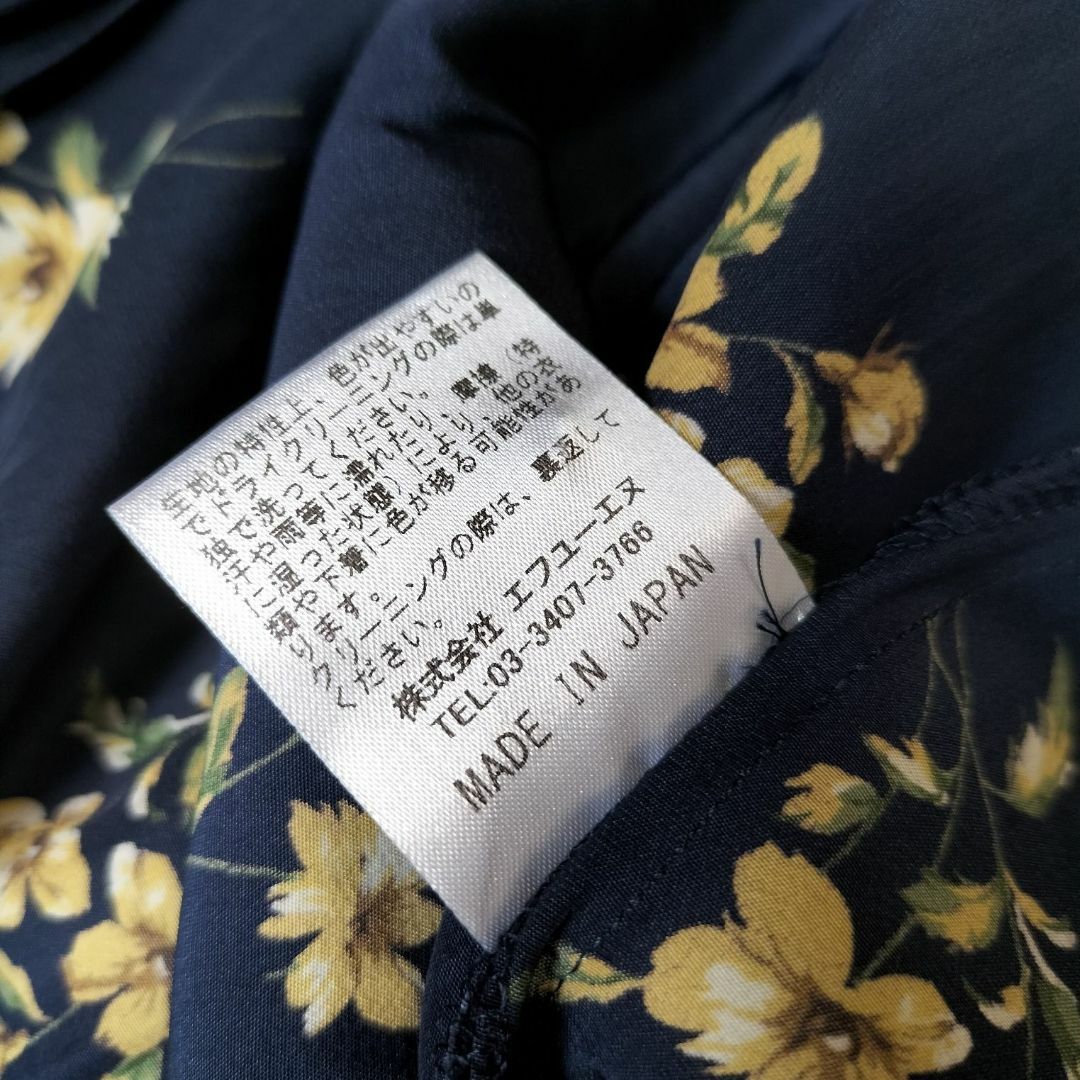 生地の特性上、色が出やすいの
でドライクリーニングの際は単
独で洗ってください。摩擦（特
に汗や雨等に濡れたり、他の衣
に湿った状態）により、他の衣
類や下着に色が移る可能性があ
ります。
クリーニングの際は、裏返して
ください。
株式会社 エフユーエヌ
TEL:03-3407-3766
MADE IN JAPAN